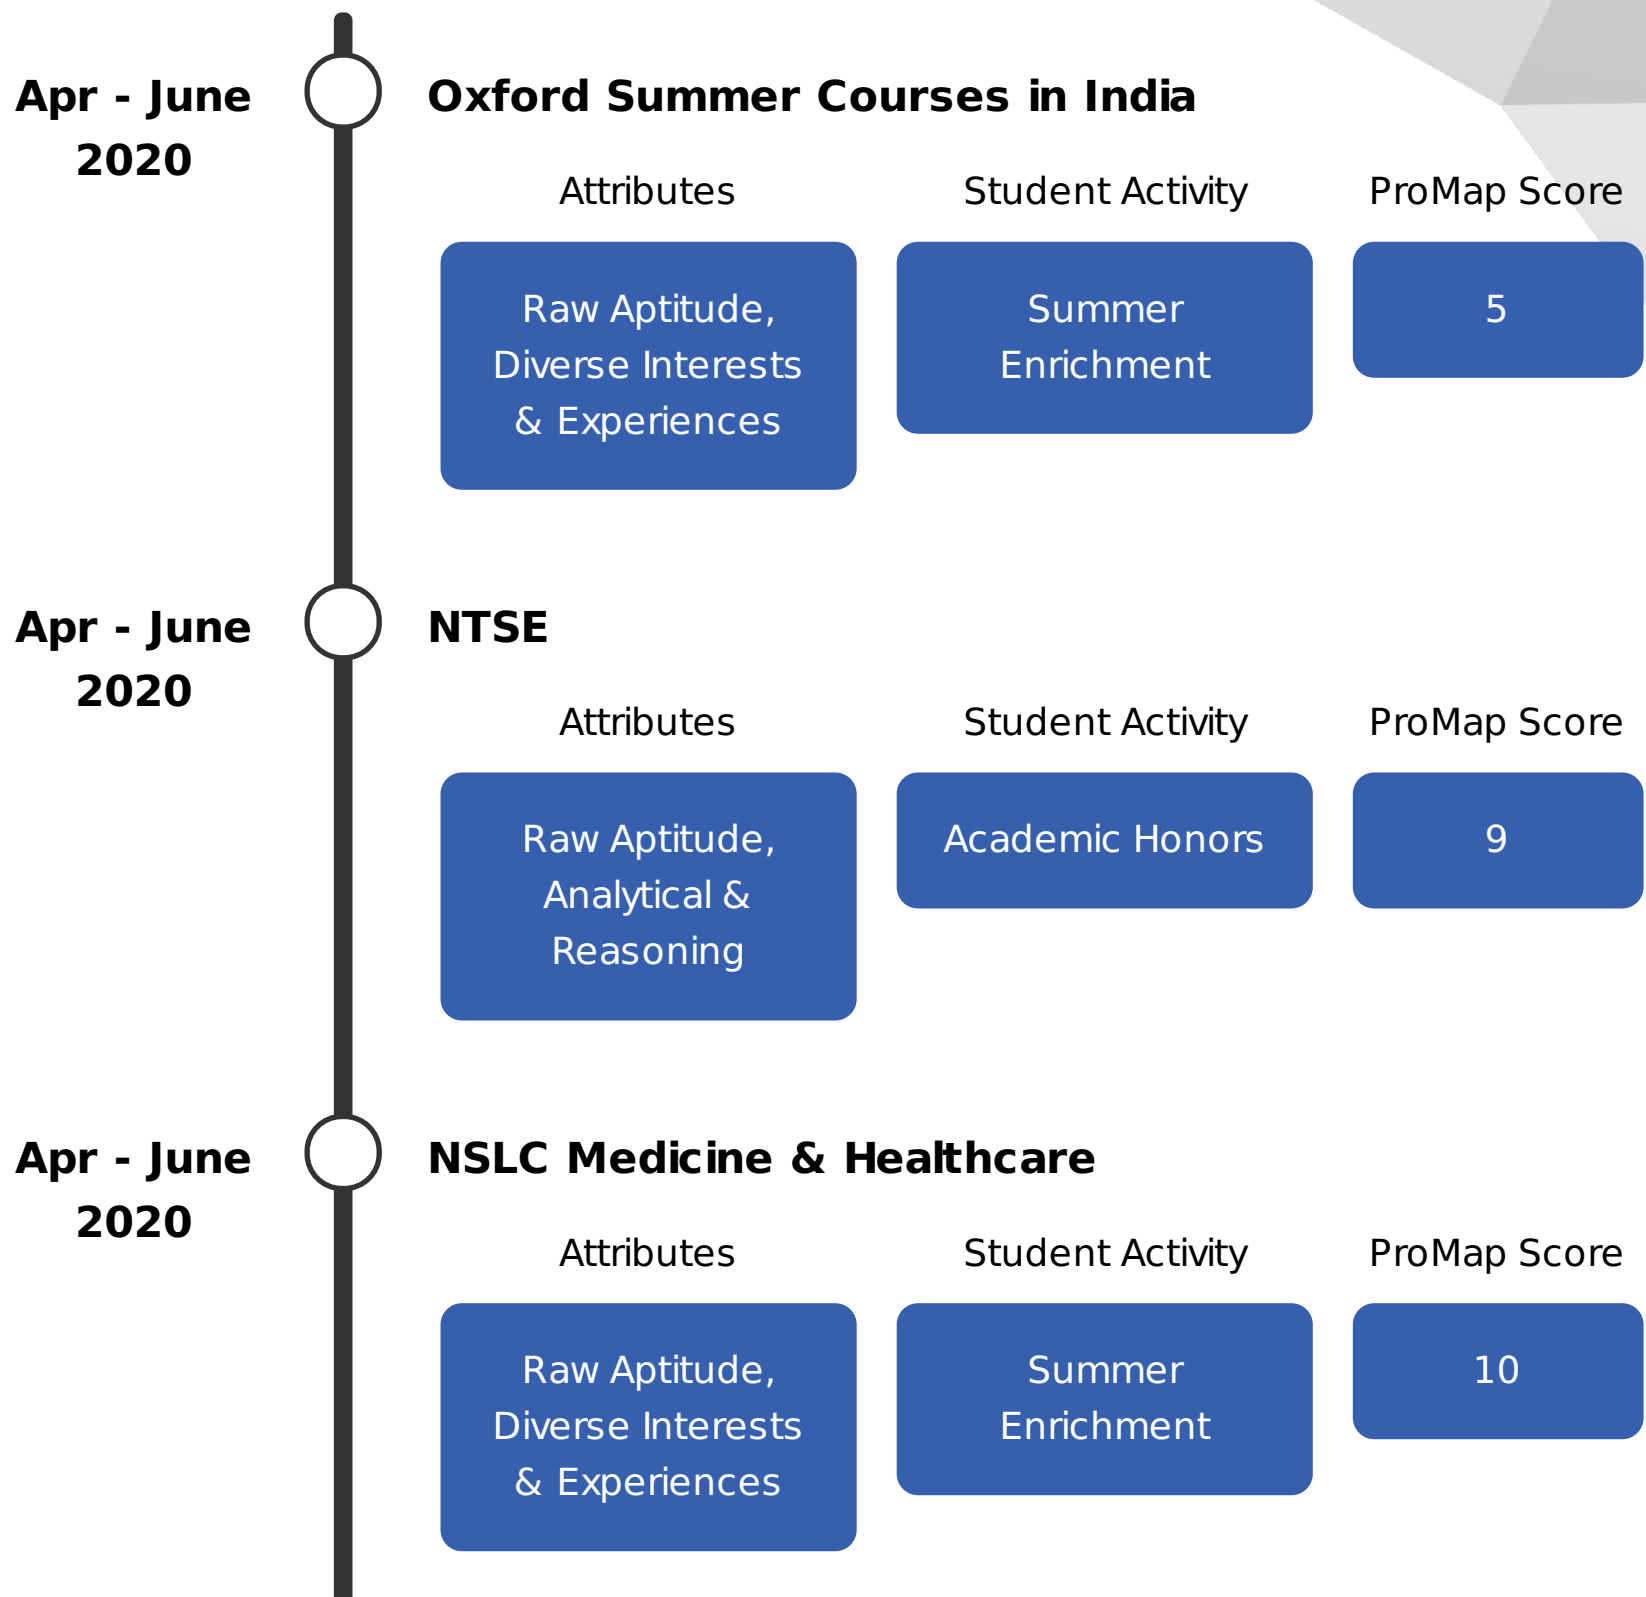 Apr - June
2020
Oxford Summer Courses in India
Attributes
Student Activity
ProMap Score
Raw Aptitude,
Diverse Interests
& Experiences
Summer
Enrichment
5
Apr - June
2020
NTSE
Attributes
Student Activity
ProMap Score
Raw Aptitude,
Analytical &
Reasoning
Academic Honors
9
Apr - June
2020
NSLC Medicine & Healthcare
Attributes
Student Activity
ProMap Score
Raw Aptitude,
Diverse Interests
& Experiences
Summer
Enrichment
10